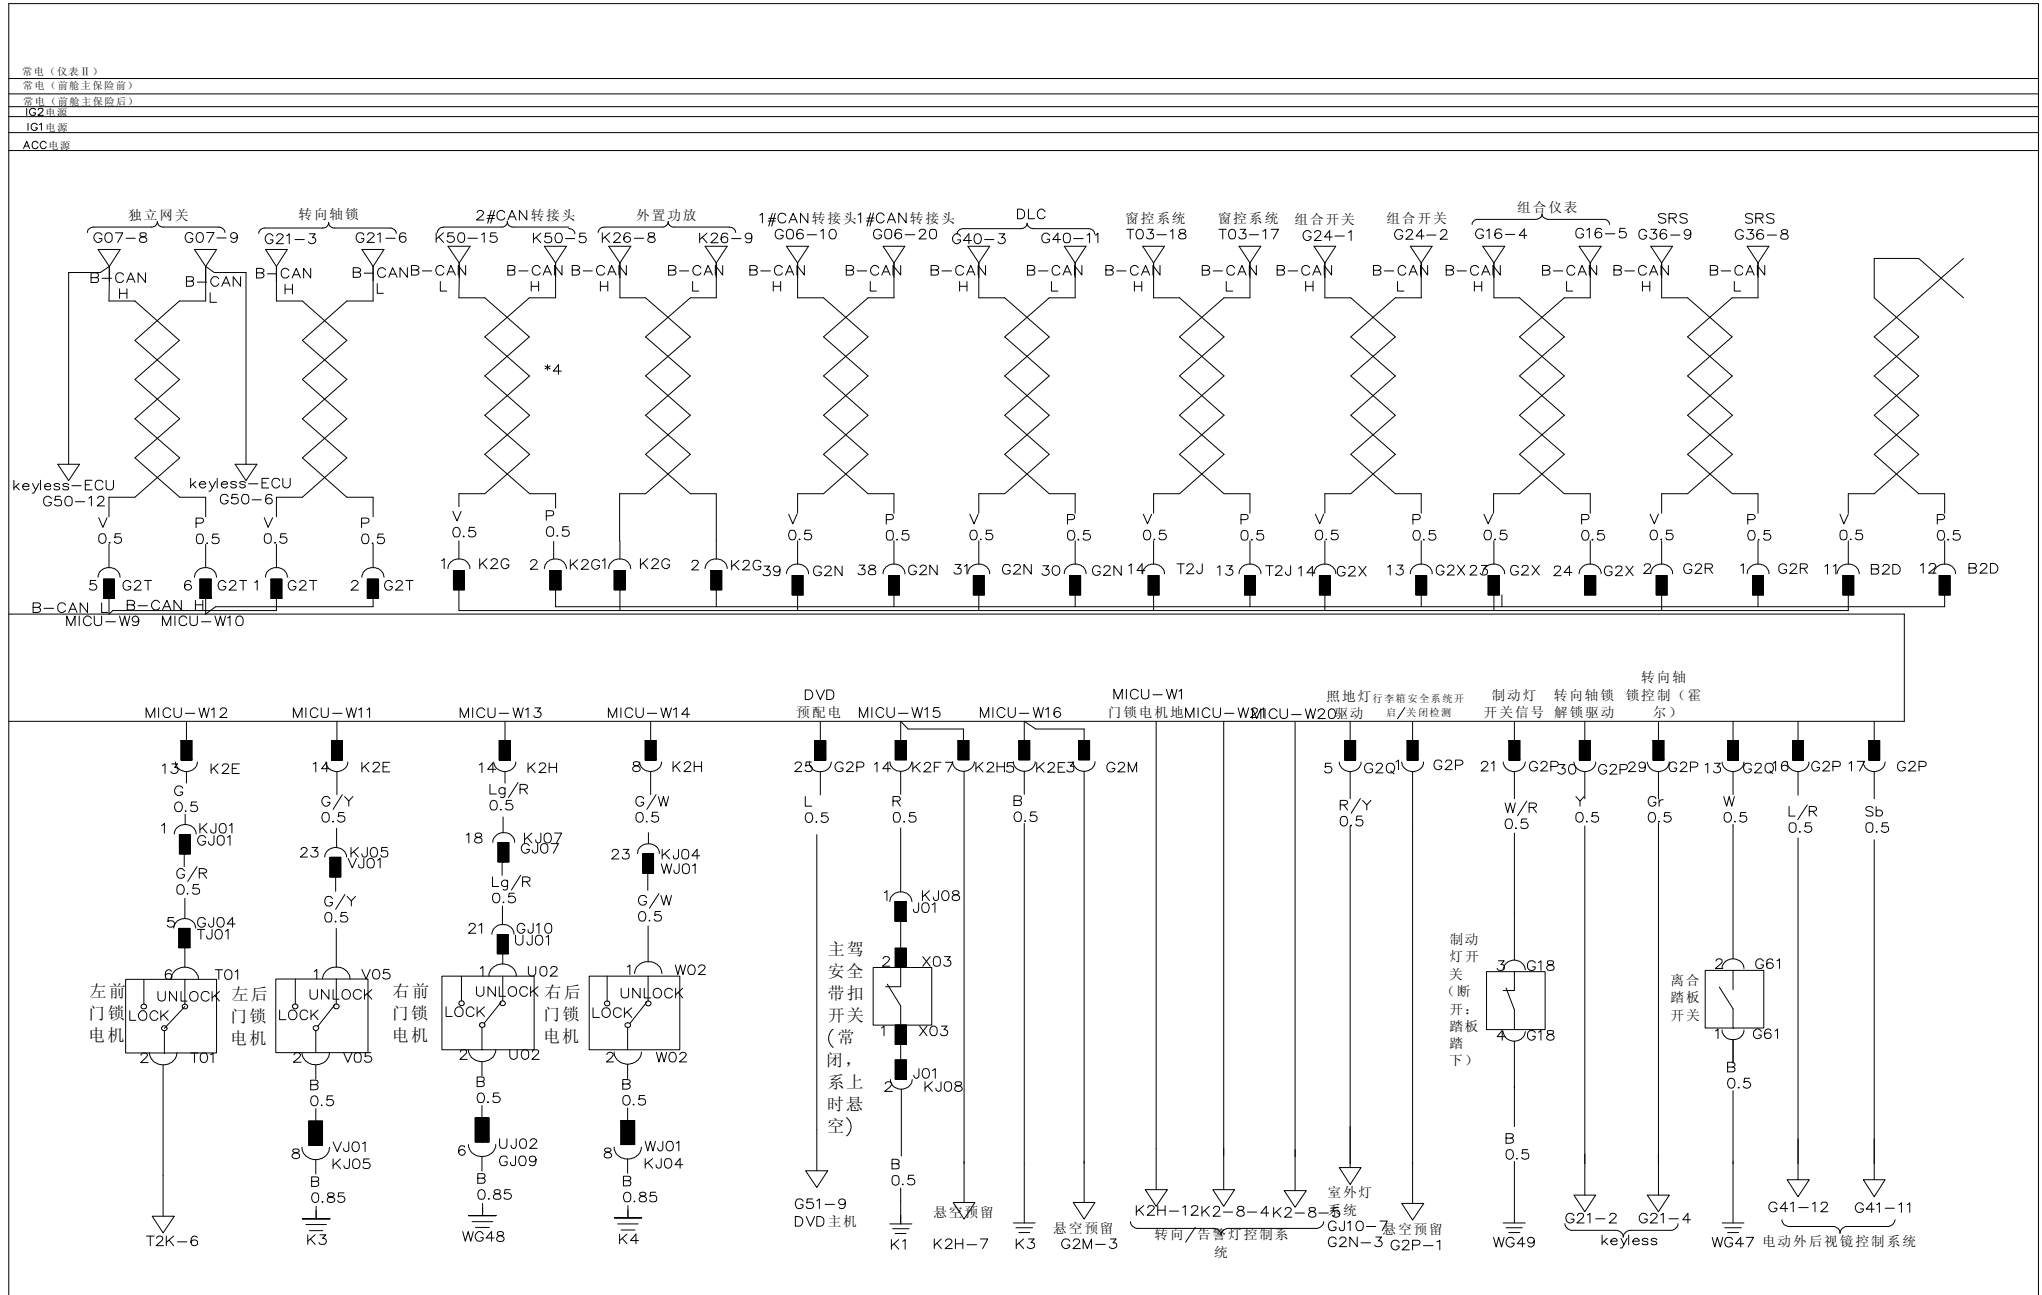 常电（仪表Ⅱ）
常电（前舱主保险前）
常电（前舱主保险后）
IG2电源
IG1电源
ACC电源
独立网关 转向轴锁 2#CAN转接头 外置功放 1#CAN转接头 1#CAN转接头 DLC 窗控系统 窗控系统 组合开关 组合开关 组合仪表 SRS SRS
G07-8 G07-9 G21-3 G21-6 K50-15 K50-5 K26-8 K26-9 G06-10 G06-20 G40-3 G40-11 T03-18 T03-17 G24-1 G24-2 G16-4 G16-5 G36-9 G36-8
B-CAN B-CAN B-CAN B-CAN B-CAN B-CAN B-CAN B-CAN B-CAN B-CAN B-CAN B-CAN B-CAN B-CAN B-CAN B-CAN B-CAN B-CAN B-CAN B-CAN
H L H L L H H L H L H L H L H L H L H L
*4
keyless-ECU keyless-ECU
G50-12 G50-6
V P V P V P V P V P V P V P V P V P V P
0.5 0.5 0.5 0.5 0.5 0.5 0.5 0.5 0.5 0.5 0.5 0.5 0.5 0.5 0.5 0.5 0.5 0.5 0.5 0.5
5 G2T 6 G2T 1 G2T 2 G2T 1 K2G 2 K2G 1 K2G 2 K2G 39 G2N 38 G2N 31 G2N 30 G2N 14 T2J 13 T2J 14 G2X 13 G2X 23 G2X 24 G2X 2 G2R 1 G2R 11 B2D 12 B2D
B-CAN L B-CAN H
MICU-W9 MICU-W10
MICU-W12 MICU-W11 MICU-W13 MICU-W14
DVD
预配电
MICU-W15 MICU-W16
MICU-W1
门锁电机地
MICU-W21 MICU-W20
照地灯
驱动
行李箱安全系统开
启/关闭检测
制动灯
开关信号
转向轴锁
解锁驱动
转向轴
锁控制（霍
尔）
13 K2E 14 K2E 14 K2H 8 K2H 25 G2P 14 K2F 7 K2H 5 K2E 3 G2M 5 G2Q 1 G2P 21 G2P 30 G2P 29 G2P 13 G2Q 16 G2P 17 G2P
G G/Y Lg/R G/W L R B R/Y W/R Y Gr W L/R Sb
0.5 0.5 0.5 0.5 0.5 0.5 0.5 0.5 0.5 0.5 0.5 0.5 0.5 0.5
1 KJ01
GJ01
23 KJ05
VJ01
18 KJ07
GJ07
23 KJ04
WJ01
G/R G/Y Lg/R G/W
0.5 0.5 0.5 0.5
5 GJ04
TJ01
21 GJ10
UJ01
1 KJ08
J01
6 T01 1 V05 1 U02 1 W02
左前
门锁
电机
UNLOCK
LOCK
左后
门锁
电机
UNLOCK
LOCK
右前
门锁
电机
UNLOCK
LOCK
右后
门锁
电机
UNLOCK
LOCK
2 T01 2 V05 2 U02 2 W02
主驾
安全
带扣
开关
(常
闭，
系上
时悬
空)
2 X03
1 X03
J01
2 KJ08
制动
灯开
关
（断
开：
踏板
踏
下）
3 G18
4 G18
离合
踏板
开关
2 G61
1 G61
B B B B
0.5 0.5 0.5 0.5
8 VJ01
KJ05
6 UJ02
GJ09
8 WJ01
KJ04
B B B B B
0.85 0.85 0.85 0.5 0.5
T2K-6 K3 WG48 K4
G51-9
DVD主机
K1
悬空预留
K2H-7
K3
悬空预留
G2M-3
K2H-12 K2-8-4 K2-8-5
转向/告警灯控制系
统
室外灯
系统
GJ10-7
G2N-3
悬空预留
G2P-1
WG49
G21-2 G21-4
keyless
WG47
G41-12 G41-11
电动外后视镜控制系统